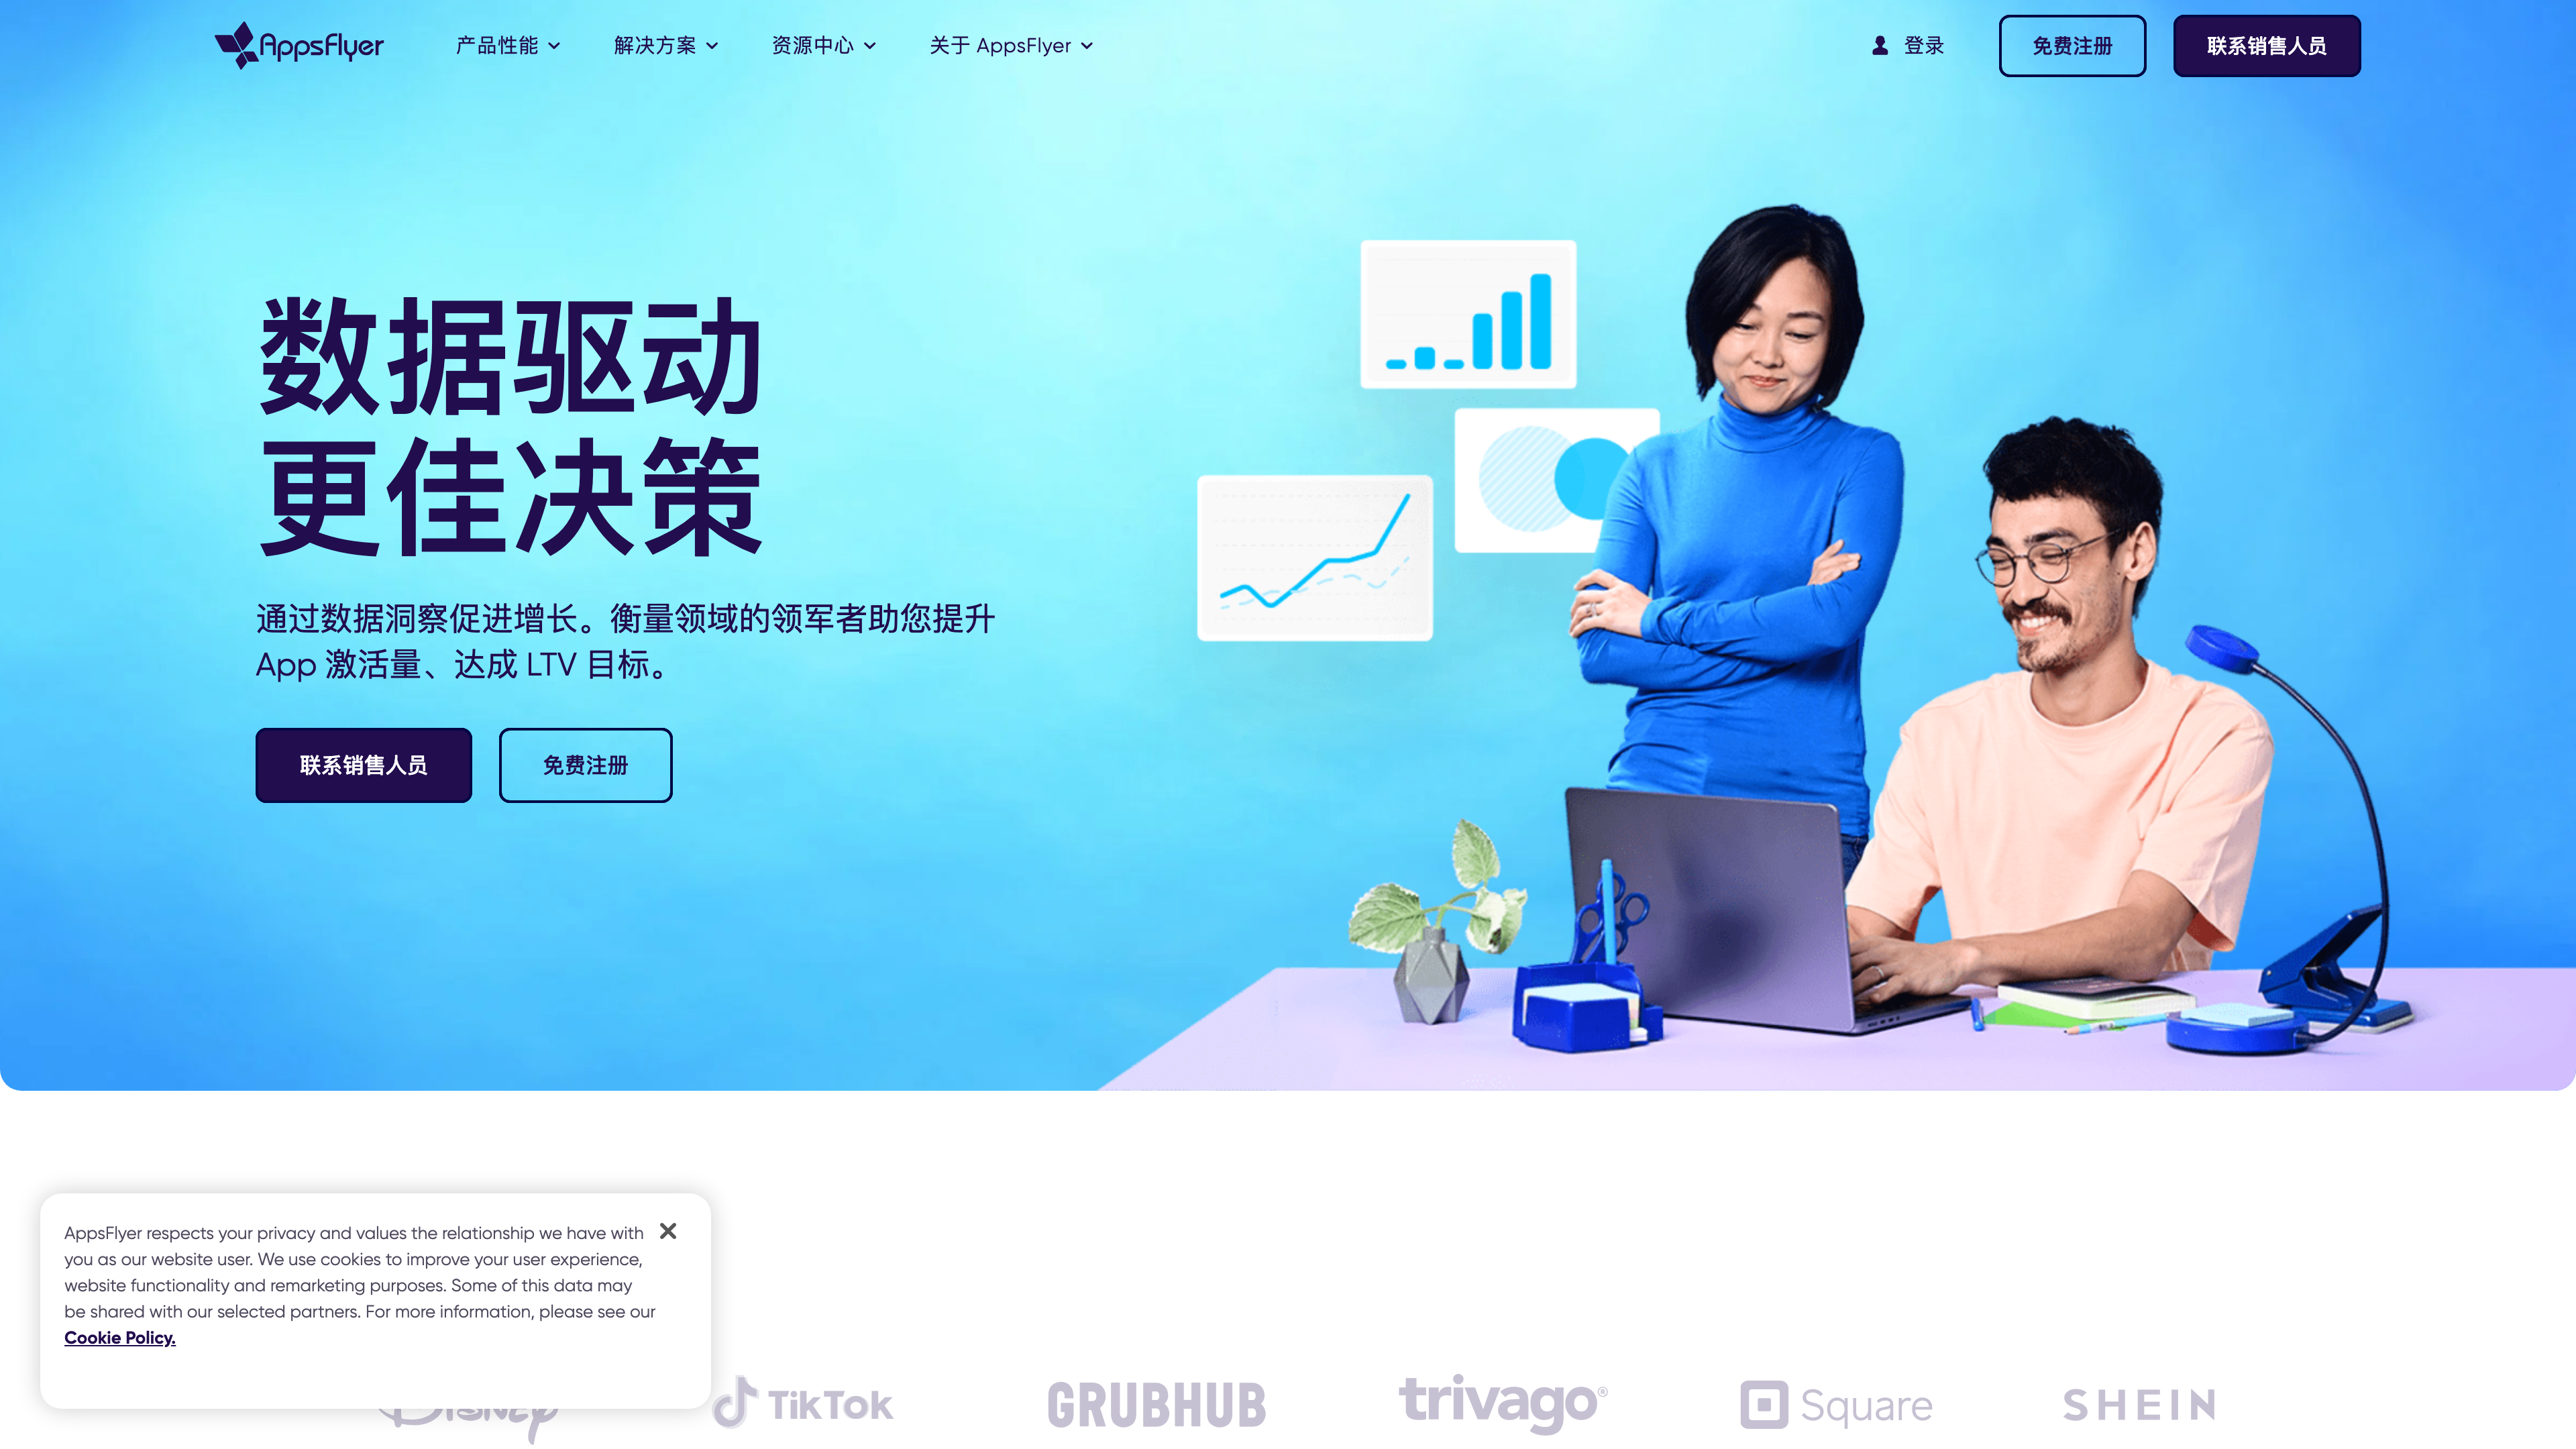 AppsFlyer
产品性能
解决方案
资源中心
关于 AppsFlyer
登录
免费注册
联系销售人员
数据驱动
更佳决策
通过数据洞察促进增长。衡量领域的领军者助您提升
App 激活量、达成 LTV 目标。
联系销售人员
免费注册
AppsFlyer respects your privacy and values the relationship we have with
you as our website user. We use cookies to improve your user experience,
website functionality and remarketing purposes. Some of this data may
be shared with our selected partners. For more information, please see our
Cookie Policy.
Disney
TikTok
GRUBHUB
trivago®
Square
SHEIN